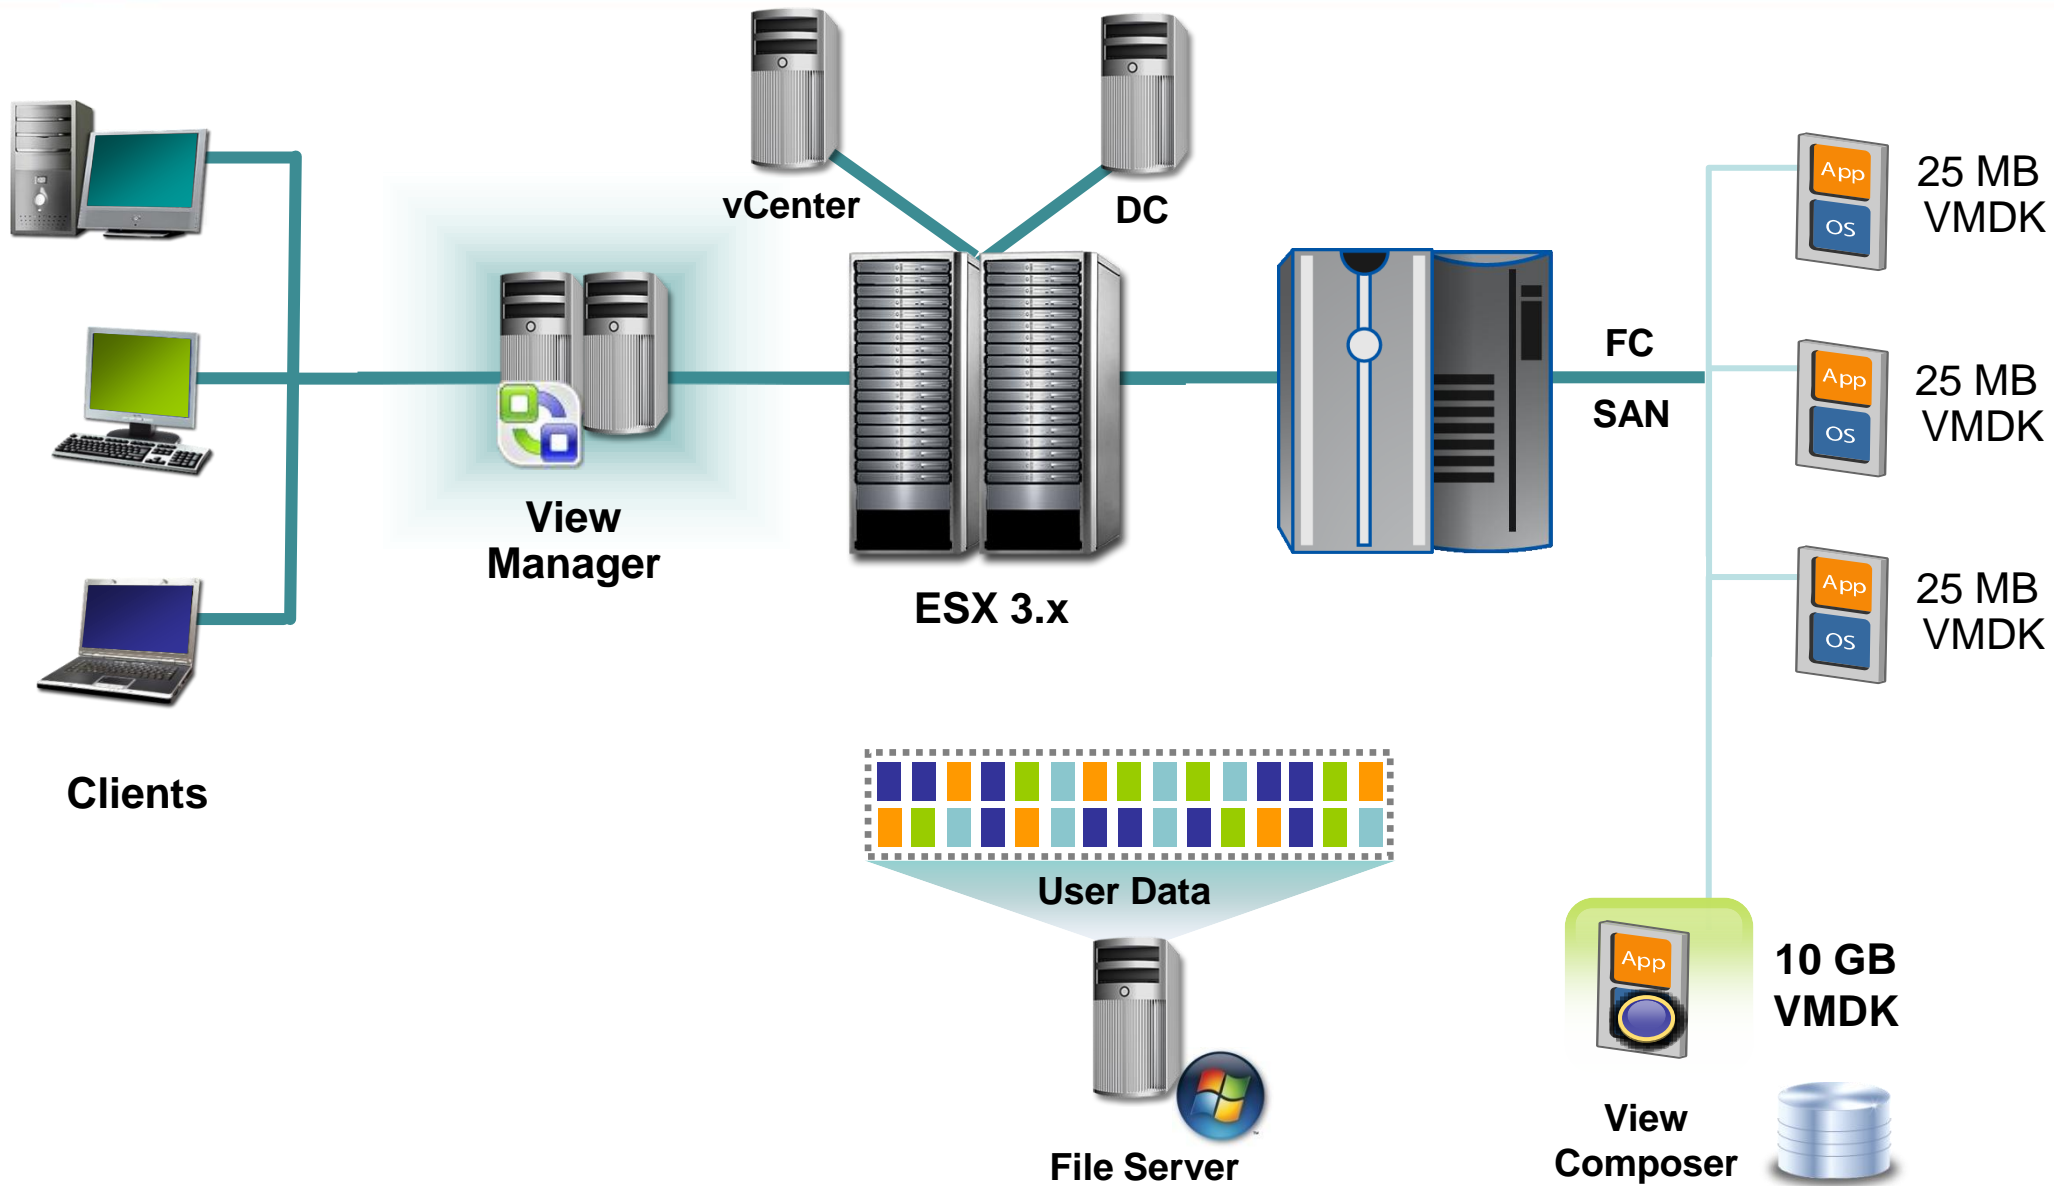 vCenter
DC
App
OS
25 MB
VMDK
FC
SAN
App
OS
25 MB
VMDK
View
Manager
ESX 3.x
App
OS
25 MB
VMDK
Clients
User Data
App
10 GB
VMDK
File Server
View
Composer